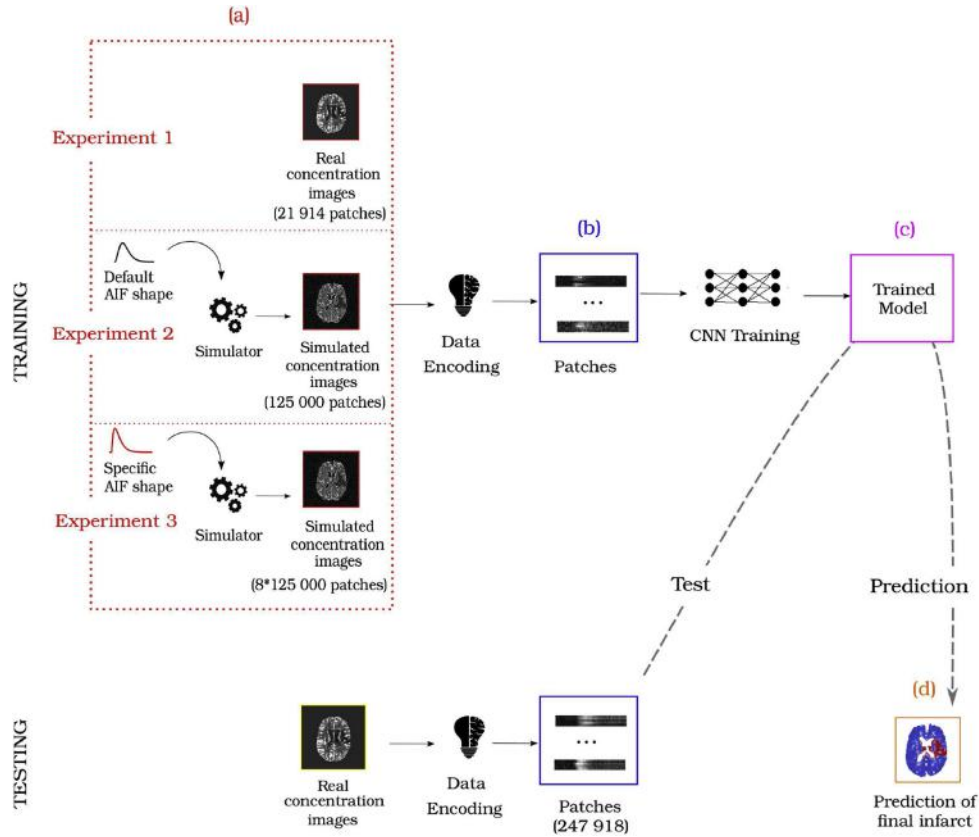 (a)
TRAINING
Experiment 1
Real
concentration
images
(21 914 patches)
Default
AIF shape
Experiment 2
Simulator
Simulated
concentration
images
(125 000 patches)
Specific
AIF shape
Experiment 3
Simulator
Simulated
concentration
images
(8*125 000 patches)
Data
Encoding
(b)
...
Patches
CNN Training
(c)
Trained
Model
Test
Prediction
TESTING
Real
concentration
images
Data
Encoding
...
Patches
(247 918)
(d)
Prediction of
final infarct